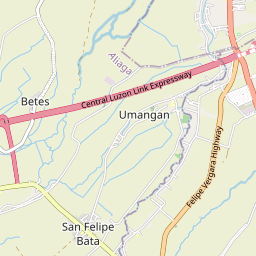 Aliaga
Central Luzon Link Expressway
Betes
Umangan
Felipe Vergara Highway
San Felipe
Bata